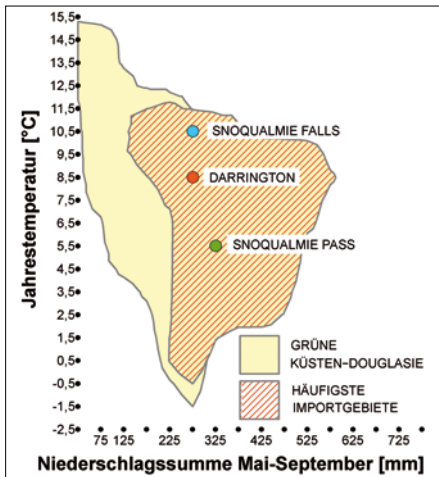 Jahrestemperatur [°C]
15,5
14,5
13,5
12,5
11,5
10,5
9,5
8,5
7,5
6,5
5,5
4,5
3,5
2,5
1,5
0,5
-0,5
-1,5
-2,5
SNOQUALMIE FALLS
DARRINGTON
SNOQUALMIE PASS
GRÜNE
KÜSTEN-DOUGLASIE
HÄUFIGSTE
IMPORTGEBIETE
75 125 225 325 425 525 625 725
Niederschlagssumme Mai-September [mm]